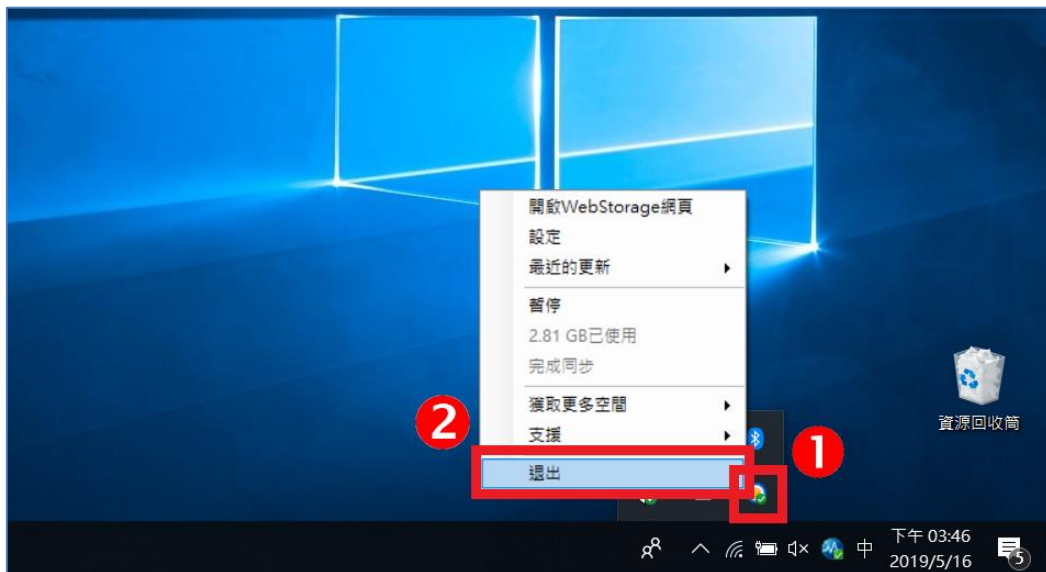 開啟WebStorage網頁
設定
最近的更新
暫停
2.81 GB已使用
完成同步
獲取更多空間
支援
退出
2
1
資源回收筒
中
下午 03:46
2019/5/16
5